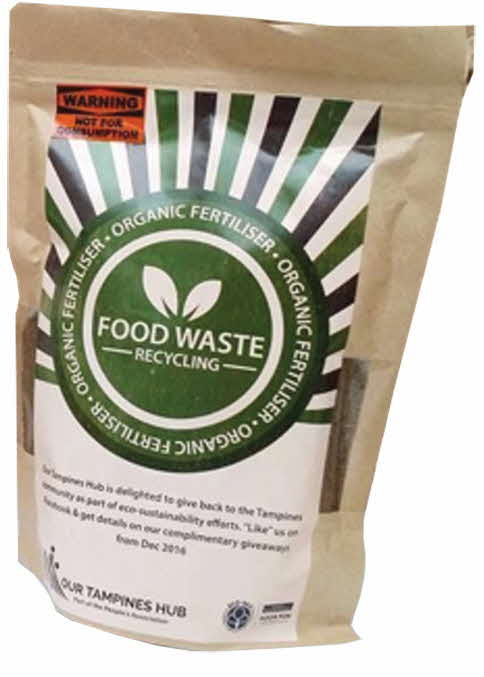 WARNING
NOT FOR
CONSUMPTION
ORGANIC FERTILISER • ORGANIC FERTILISER • ORGANIC FERTILISER • ORGANIC FERTILISER •
FOOD WASTE
RECYCLING
Our Tampines Hub is delighted to give back to the Tampines
community as part of eco-sustainability efforts. "Like" us on
Facebook & get details on our complimentary giveaways
from Dec 2016
OUR TAMPINES HUB
Part of the People's Association